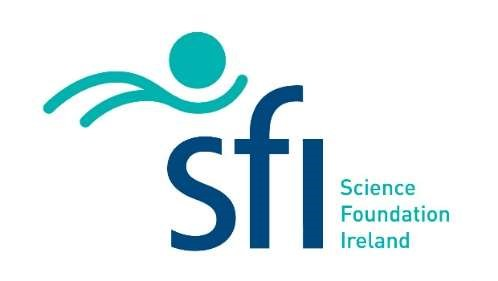 sfi
Science
Foundation
Ireland